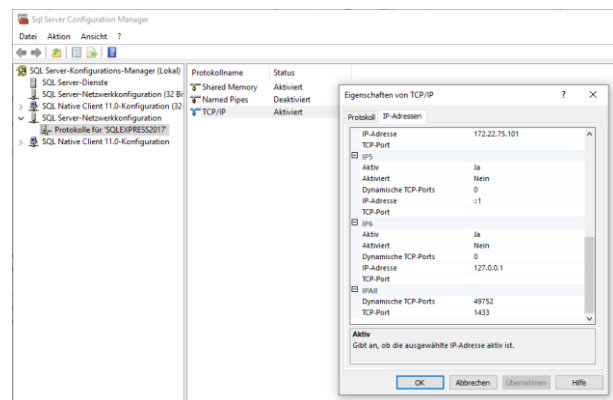 Sql Server Configuration Manager
Datei Aktion Ansicht ?
SQL Server-Konfigurations-Manager (Lokal)
SQL Server-Dienste
SQL Server-Netzwerkkonfiguration (32 Bi
SQL Native Client 11.0-Konfiguration (32
SQL Server-Netzwerkkonfiguration
Protokolle für 'SQLEXPRESS2017'
SQL Native Client 11.0-Konfiguration
Protokollname Status
Shared Memory Aktiviert
Named Pipes Deaktiviert
TCP/IP Aktiviert
Eigenschaften von TCP/IP ? X
Protokoll IP-Adressen
IP-Adresse 172.22.75.101
TCP-Port
IP5
Aktiv Ja
Aktiviert Nein
Dynamische TCP-Ports 0
IP-Adresse ::1
TCP-Port
IP6
Aktiv Ja
Aktiviert Nein
Dynamische TCP-Ports 0
IP-Adresse 127.0.0.1
TCP-Port
IPAll
Dynamische TCP-Ports 49752
TCP-Port 1433
Aktiv
Gibt an, ob die ausgewählte IP-Adresse aktiv ist.
OK Abbrechen Übernehmen Hilfe